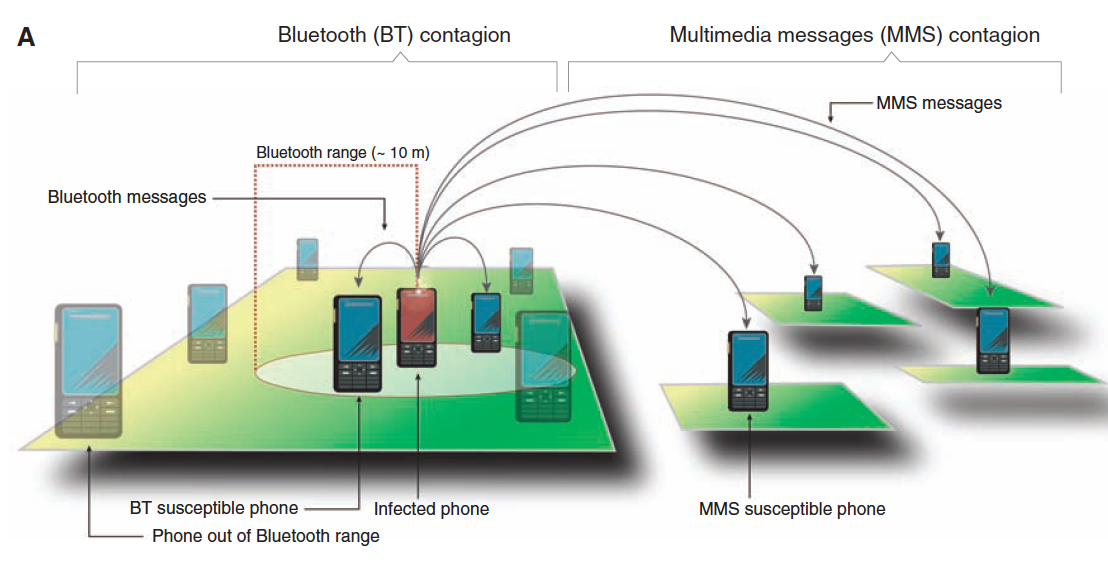 A
Bluetooth (BT) contagion
Multimedia messages (MMS) contagion
MMS messages
Bluetooth range (~ 10 m)
Bluetooth messages
BT susceptible phone
Infected phone
MMS susceptible phone
Phone out of Bluetooth range